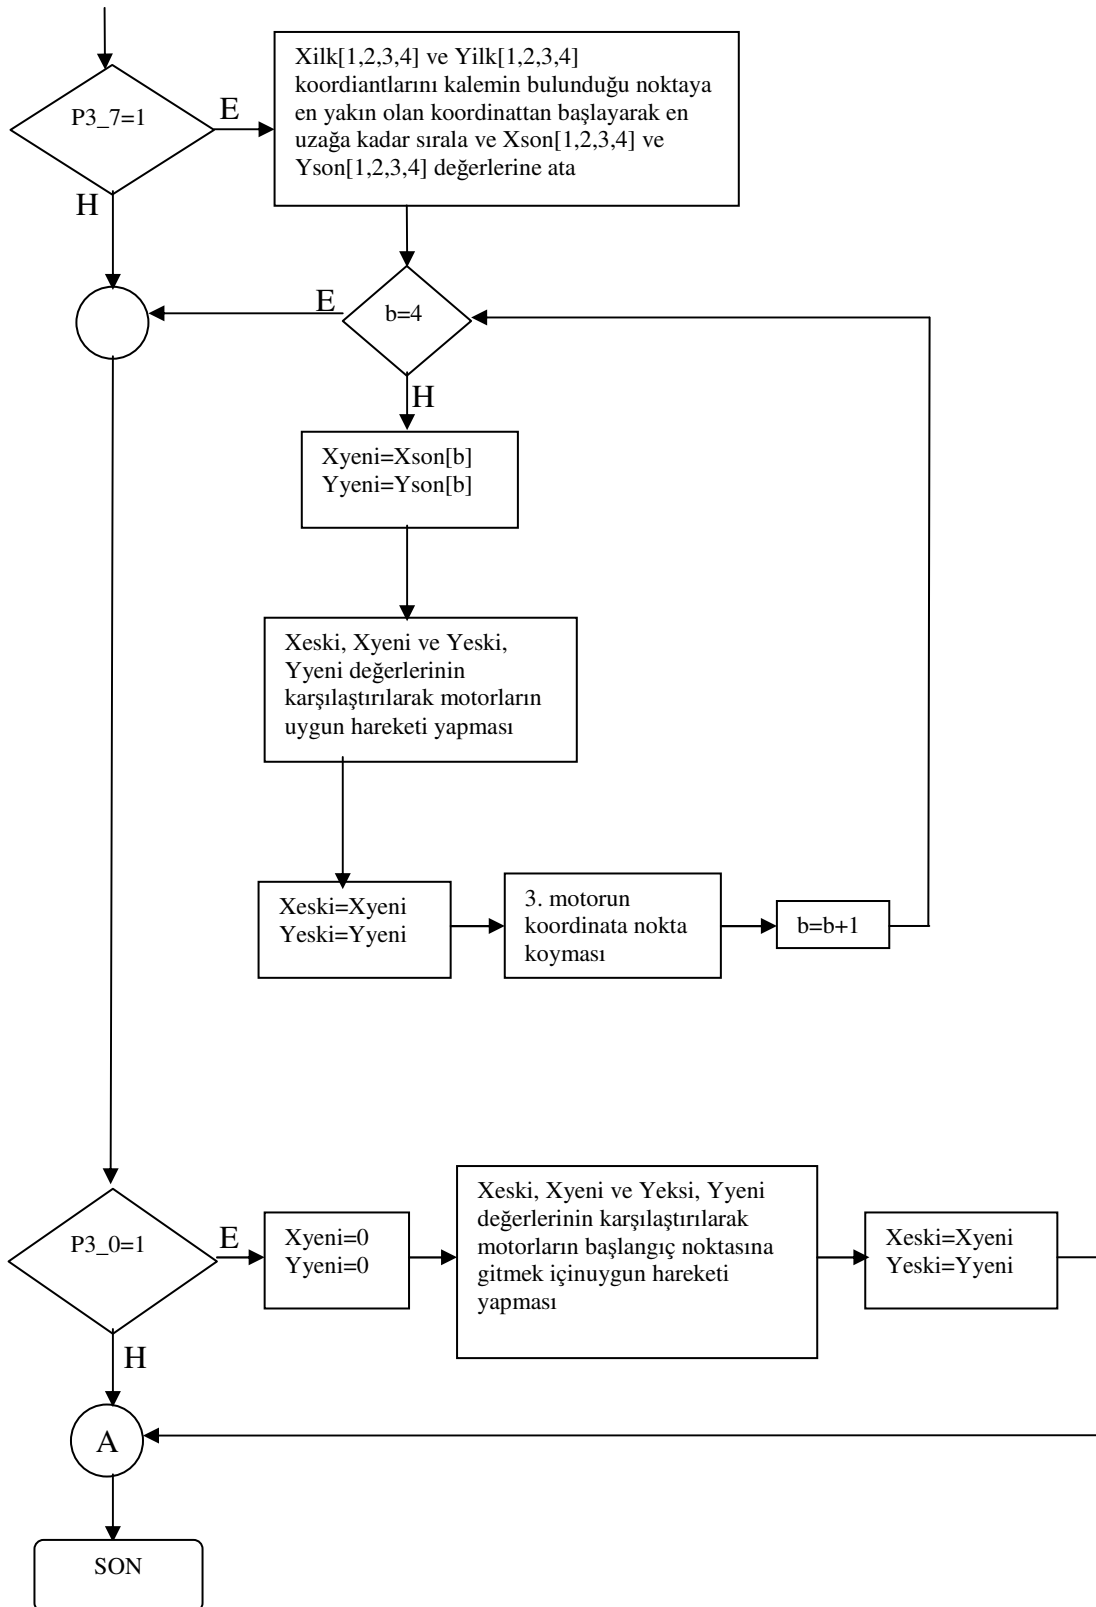 P3_7=1
E
H
Xilk[1,2,3,4] ve Yilk[1,2,3,4]
koordiantlarını kalemin bulunduğu noktaya
en yakın olan koordinattan başlayarak en
uzağa kadar sırala ve Xson[1,2,3,4] ve
Yson[1,2,3,4] değerlerine ata
E
b=4
H
Xyeni=Xson[b]
Yyeni=Yson[b]
Xeski, Xyeni ve Yeski,
Yyeni değerlerinin
karşılaştırılarak motorların
uygun hareketi yapması
Xeski=Xyeni
Yeski=Yyeni
3. motorun
koordinata nokta
koyması
b=b+1
P3_0=1
E
H
Xyeni=0
Yyeni=0
Xeski, Xyeni ve Yeksi, Yyeni
değerlerinin karşılaştırılarak
motorların başlangıç noktasına
gitmek içinuygun hareketi
yapması
Xeski=Xyeni
Yeski=Yyeni
A
SON